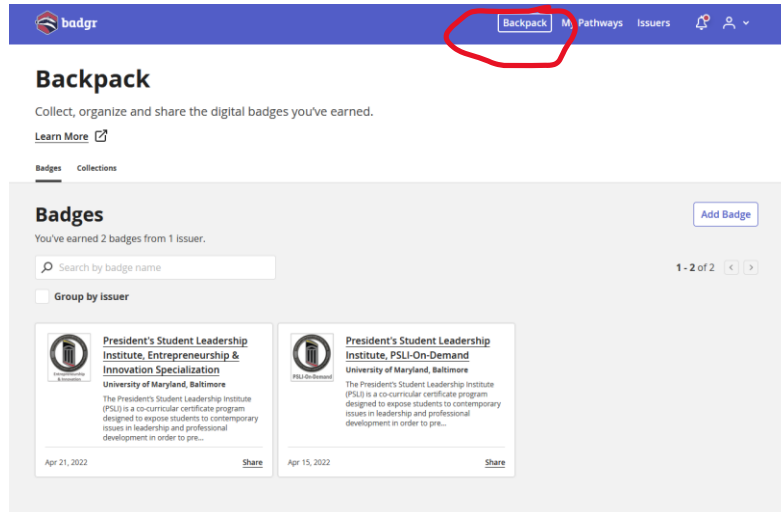 badgr
Backpack
My Pathways
Issuers
Backpack
Collect, organize and share the digital badges you've earned.
Learn More
Badges
Collections
Badges
Add Badge
You've earned 2 badges from 1 issuer.
Search by badge name
1 - 2 of 2
Group by issuer
President's Student Leadership
Institute, Entrepreneurship &
Innovation Specialization
University of Maryland, Baltimore
The President's Student Leadership Institute
(PSLI) is a co-curricular certificate program
designed to expose students to contemporary
issues in leadership and professional
development in order to pre...
Entrepreneurship
& Innovation
Apr 21, 2022
Share
President's Student Leadership
Institute, PSLI-On-Demand
University of Maryland, Baltimore
The President's Student Leadership Institute
(PSLI) is a co-curricular certificate program
designed to expose students to contemporary
issues in leadership and professional
development in order to pre...
PSLI-On-Demand
Apr 15, 2022
Share